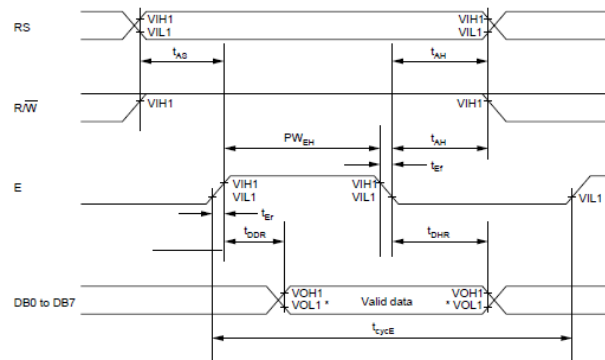 RS
VIH1
VIL1
VIH1
VIL1
tAS
tAH
R/W̅
VIH1
VIH1
PWEH
tAH
tEf
E
VIH1
VIL1
VIH1
VIL1
VIL1
tEr
tDDR
tDHR
DB0 to DB7
VOH1
VOL1 *
Valid data
VOH1
* VOL1
tcycE